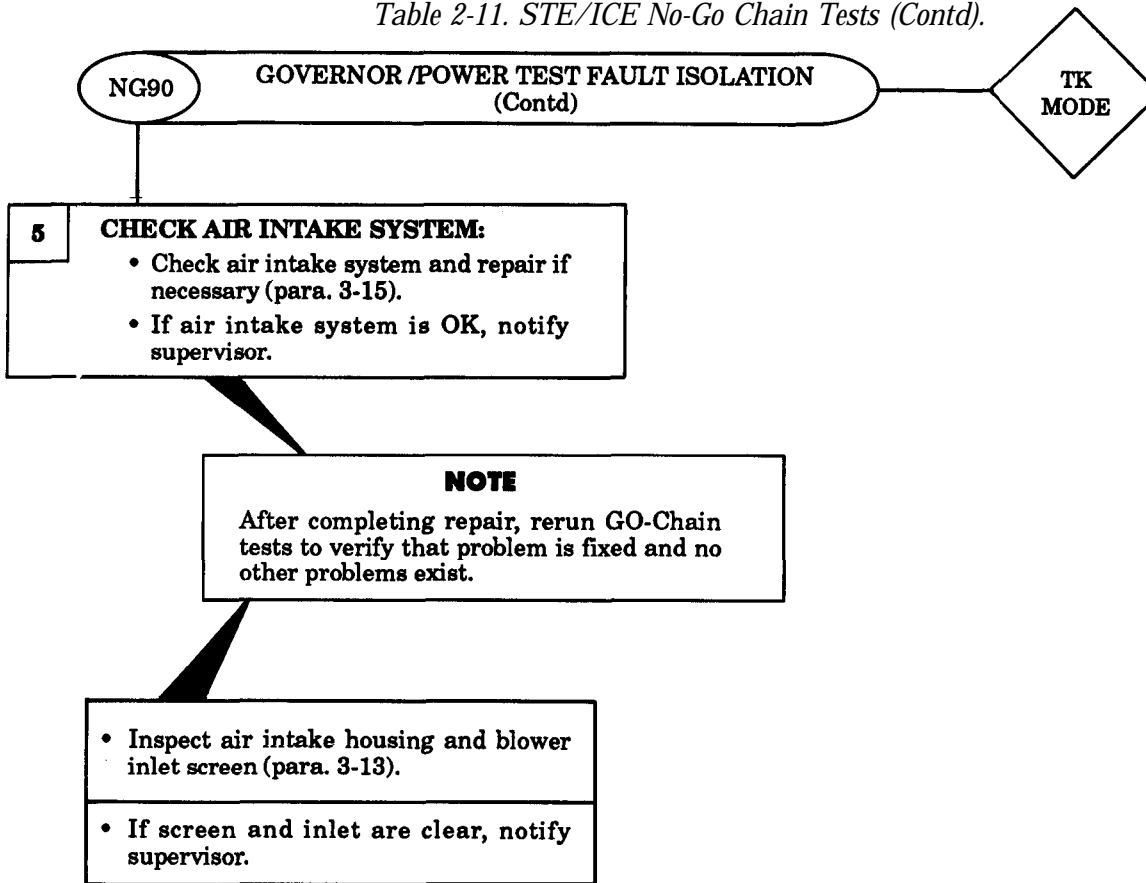 Table 2-11. STE/ICE No-Go Chain Tests (Contd).
NG90
GOVERNOR /POWER TEST FAULT ISOLATION
(Contd)
TK
MODE
5
CHECK AIR INTAKE SYSTEM:
• Check air intake system and repair if
necessary (para. 3-15).
• If air intake system is OK, notify
supervisor.
NOTE
After completing repair, rerun GO-Chain
tests to verify that problem is fixed and no
other problems exist.
• Inspect air intake housing and blower
inlet screen (para. 3-13).
• If screen and inlet are clear, notify
supervisor.